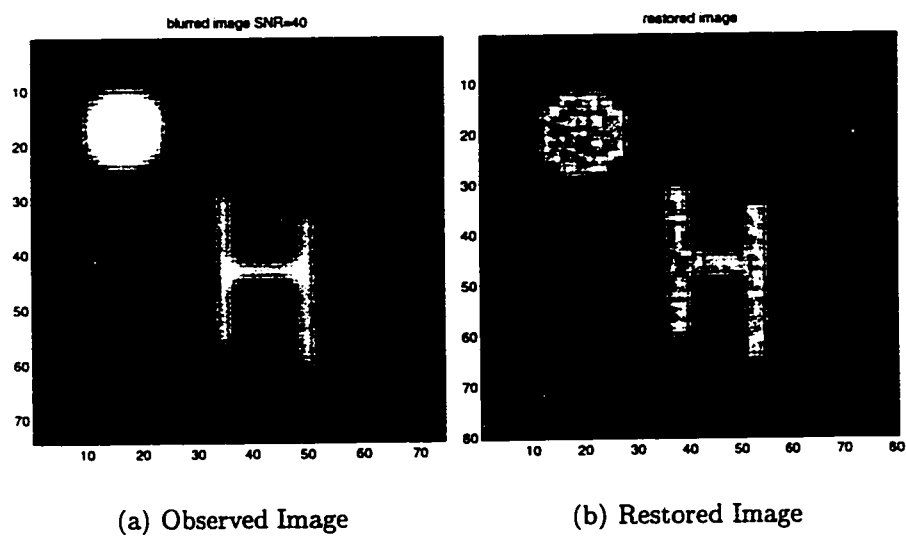 blurred image SNR=40
10
20
30
40
50
60
70
10 20 30 40 50 60 70
(a) Observed Image
restored image
10
20
30
40
50
60
70
80
10 20 30 40 50 60 70 80
(b) Restored Image
H
H